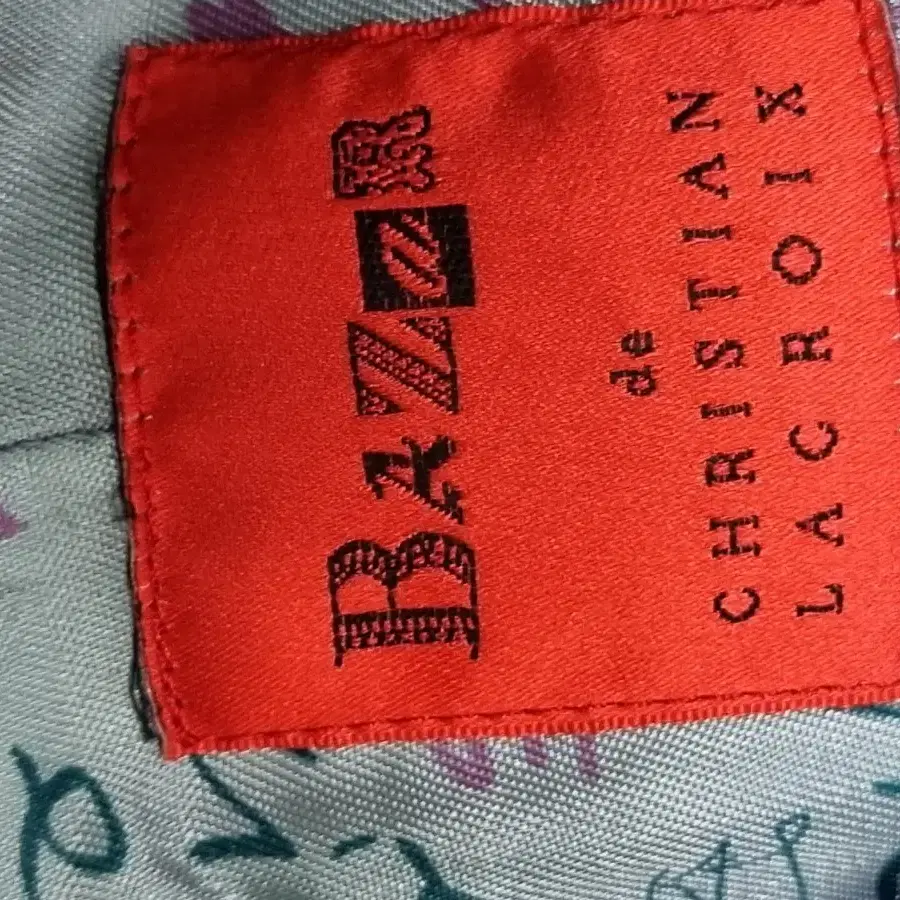 BAZAR
de
CHRISTIAN
LACROIX